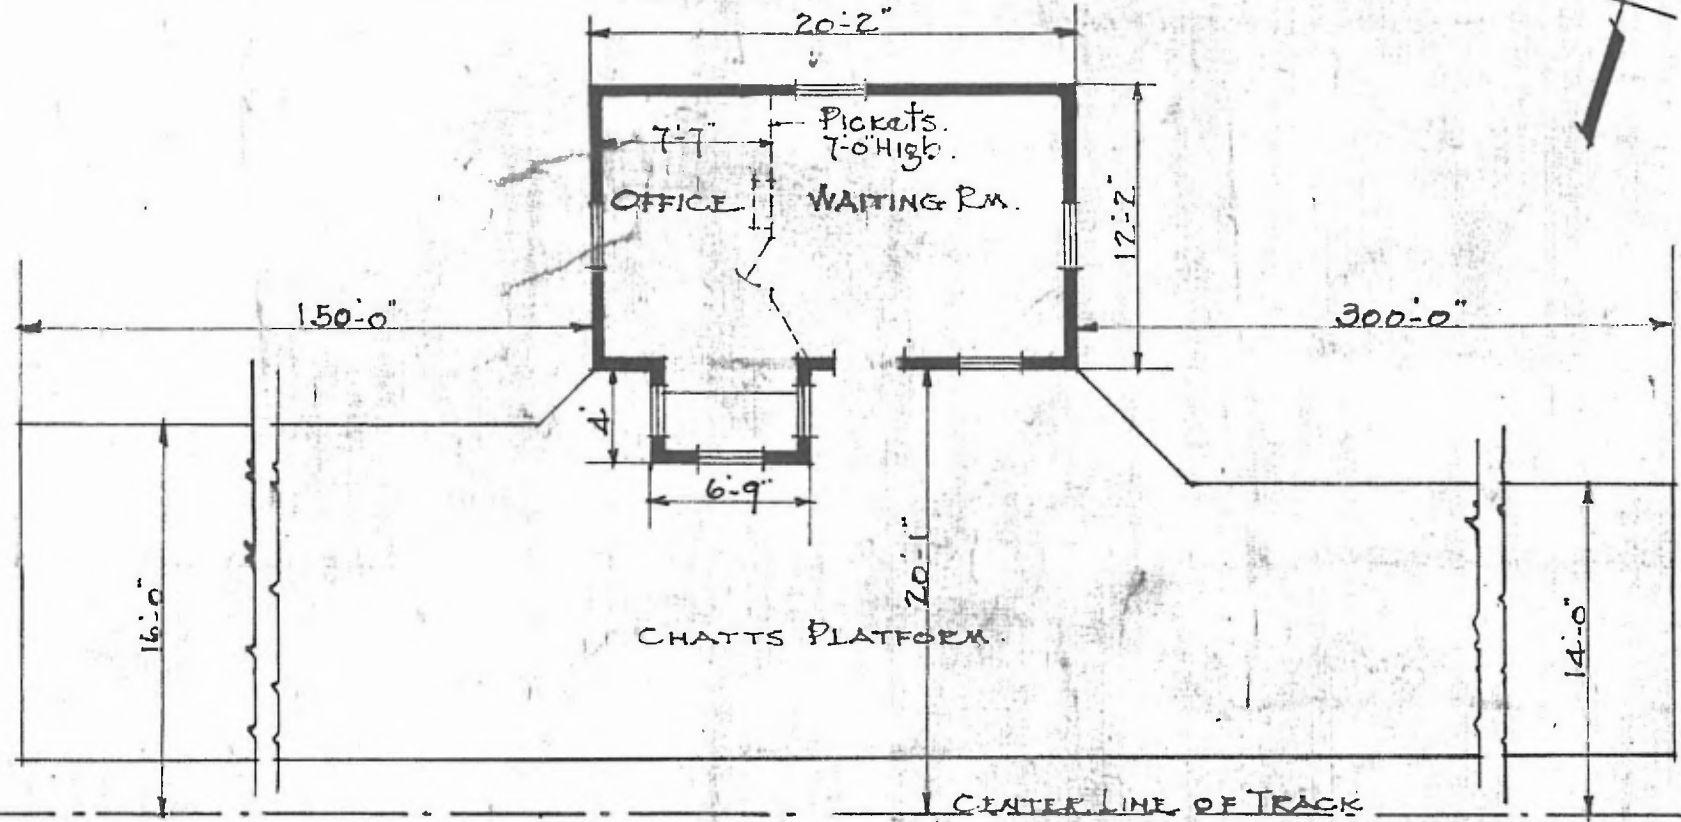 20'-2"
Pickets.
7'-0" High.
7'-7"
OFFICE
WAITING RM.
12'-2"
150'-0"
300'-0"
4'
6'-9"
20'-1"
16'-0"
14'-0"
CHATTS PLATFORM.
CENTER LINE OF TRACK